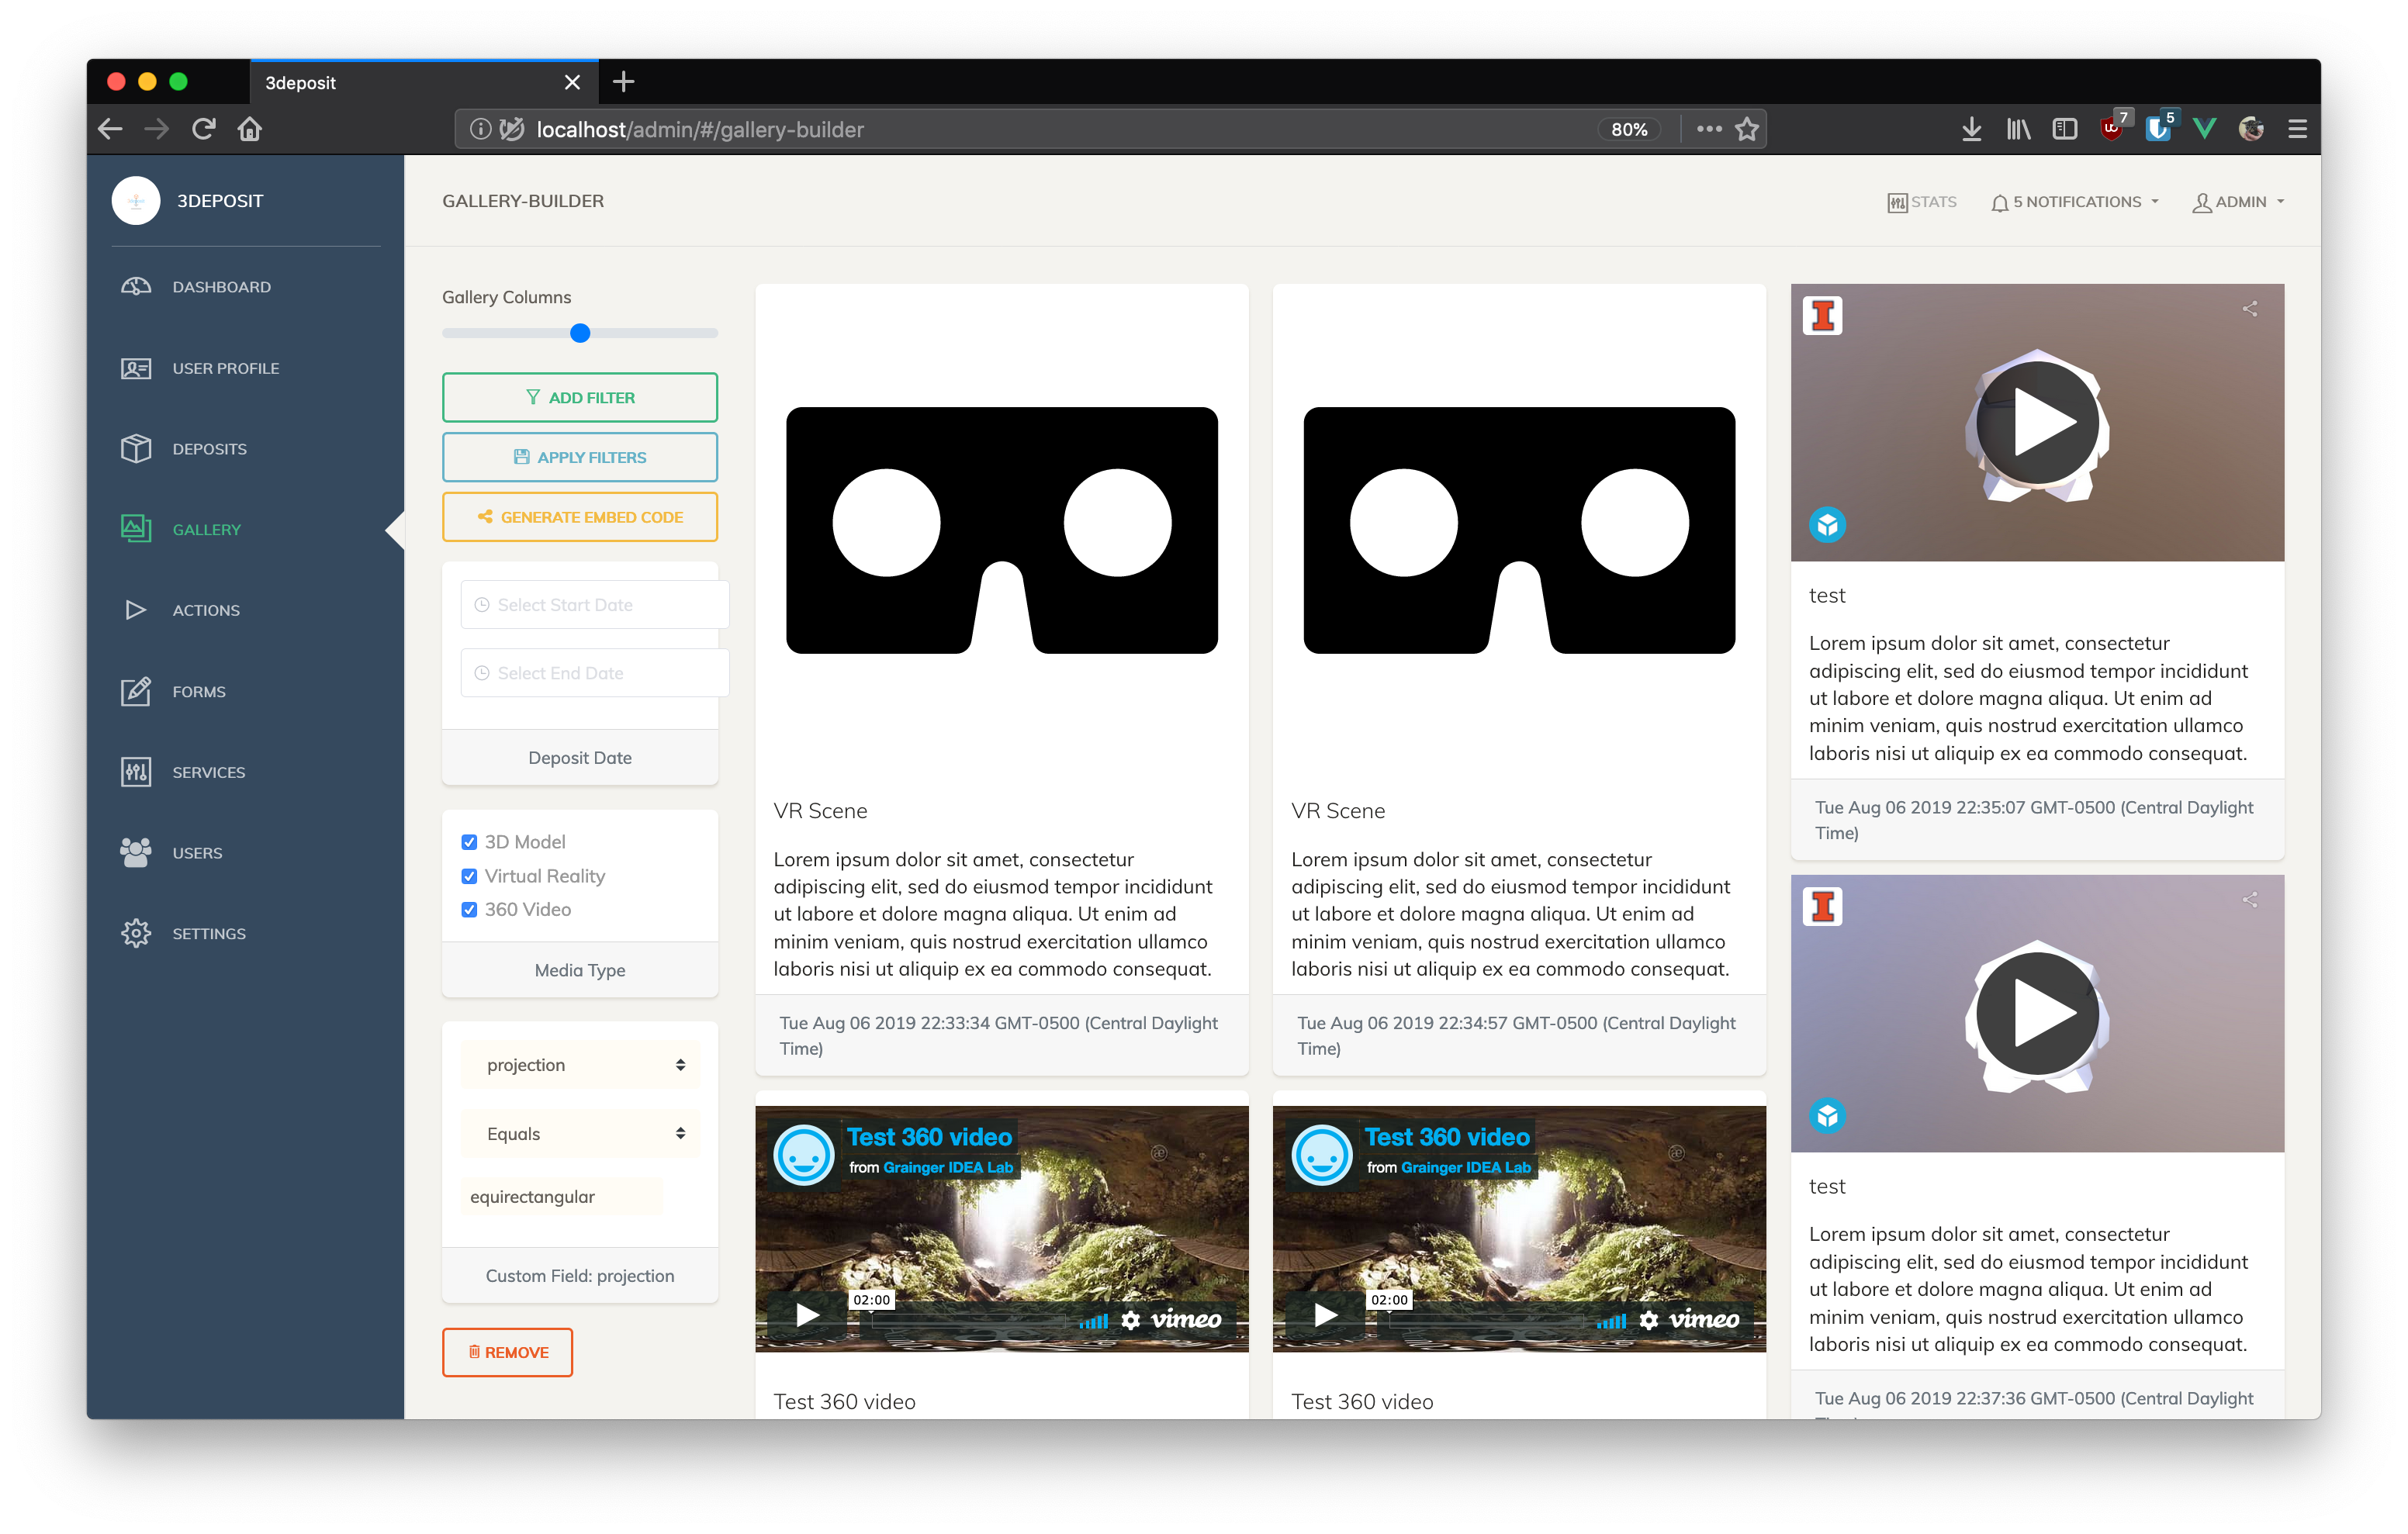 3deposit
localhost/admin/#/gallery-builder
80%
7
5
3DEPOSIT
GALLERY-BUILDER
STATS
5 NOTIFICATIONS
ADMIN
DASHBOARD
USER PROFILE
DEPOSITS
GALLERY
ACTIONS
FORMS
SERVICES
USERS
SETTINGS
Gallery Columns
ADD FILTER
APPLY FILTERS
GENERATE EMBED CODE
Select Start Date
Select End Date
Deposit Date
3D Model
Virtual Reality
360 Video
Media Type
projection
Equals
equirectangular
Custom Field: projection
REMOVE
VR Scene
Lorem ipsum dolor sit amet, consectetur
adipiscing elit, sed do eiusmod tempor incididunt
ut labore et dolore magna aliqua. Ut enim ad
minim veniam, quis nostrud exercitation ullamco
laboris nisi ut aliquip ex ea commodo consequat.
Tue Aug 06 2019 22:33:34 GMT-0500 (Central Daylight
Time)
Test 360 video
from Grainger IDEA Lab
02:00
vimeo
Test 360 video
VR Scene
Lorem ipsum dolor sit amet, consectetur
adipiscing elit, sed do eiusmod tempor incididunt
ut labore et dolore magna aliqua. Ut enim ad
minim veniam, quis nostrud exercitation ullamco
laboris nisi ut aliquip ex ea commodo consequat.
Tue Aug 06 2019 22:34:57 GMT-0500 (Central Daylight
Time)
Test 360 video
from Grainger IDEA Lab
02:00
vimeo
Test 360 video
test
Lorem ipsum dolor sit amet, consectetur
adipiscing elit, sed do eiusmod tempor incididunt
ut labore et dolore magna aliqua. Ut enim ad
minim veniam, quis nostrud exercitation ullamco
laboris nisi ut aliquip ex ea commodo consequat.
Tue Aug 06 2019 22:35:07 GMT-0500 (Central Daylight
Time)
test
Lorem ipsum dolor sit amet, consectetur
adipiscing elit, sed do eiusmod tempor incididunt
ut labore et dolore magna aliqua. Ut enim ad
minim veniam, quis nostrud exercitation ullamco
laboris nisi ut aliquip ex ea commodo consequat.
Tue Aug 06 2019 22:37:36 GMT-0500 (Central Daylight